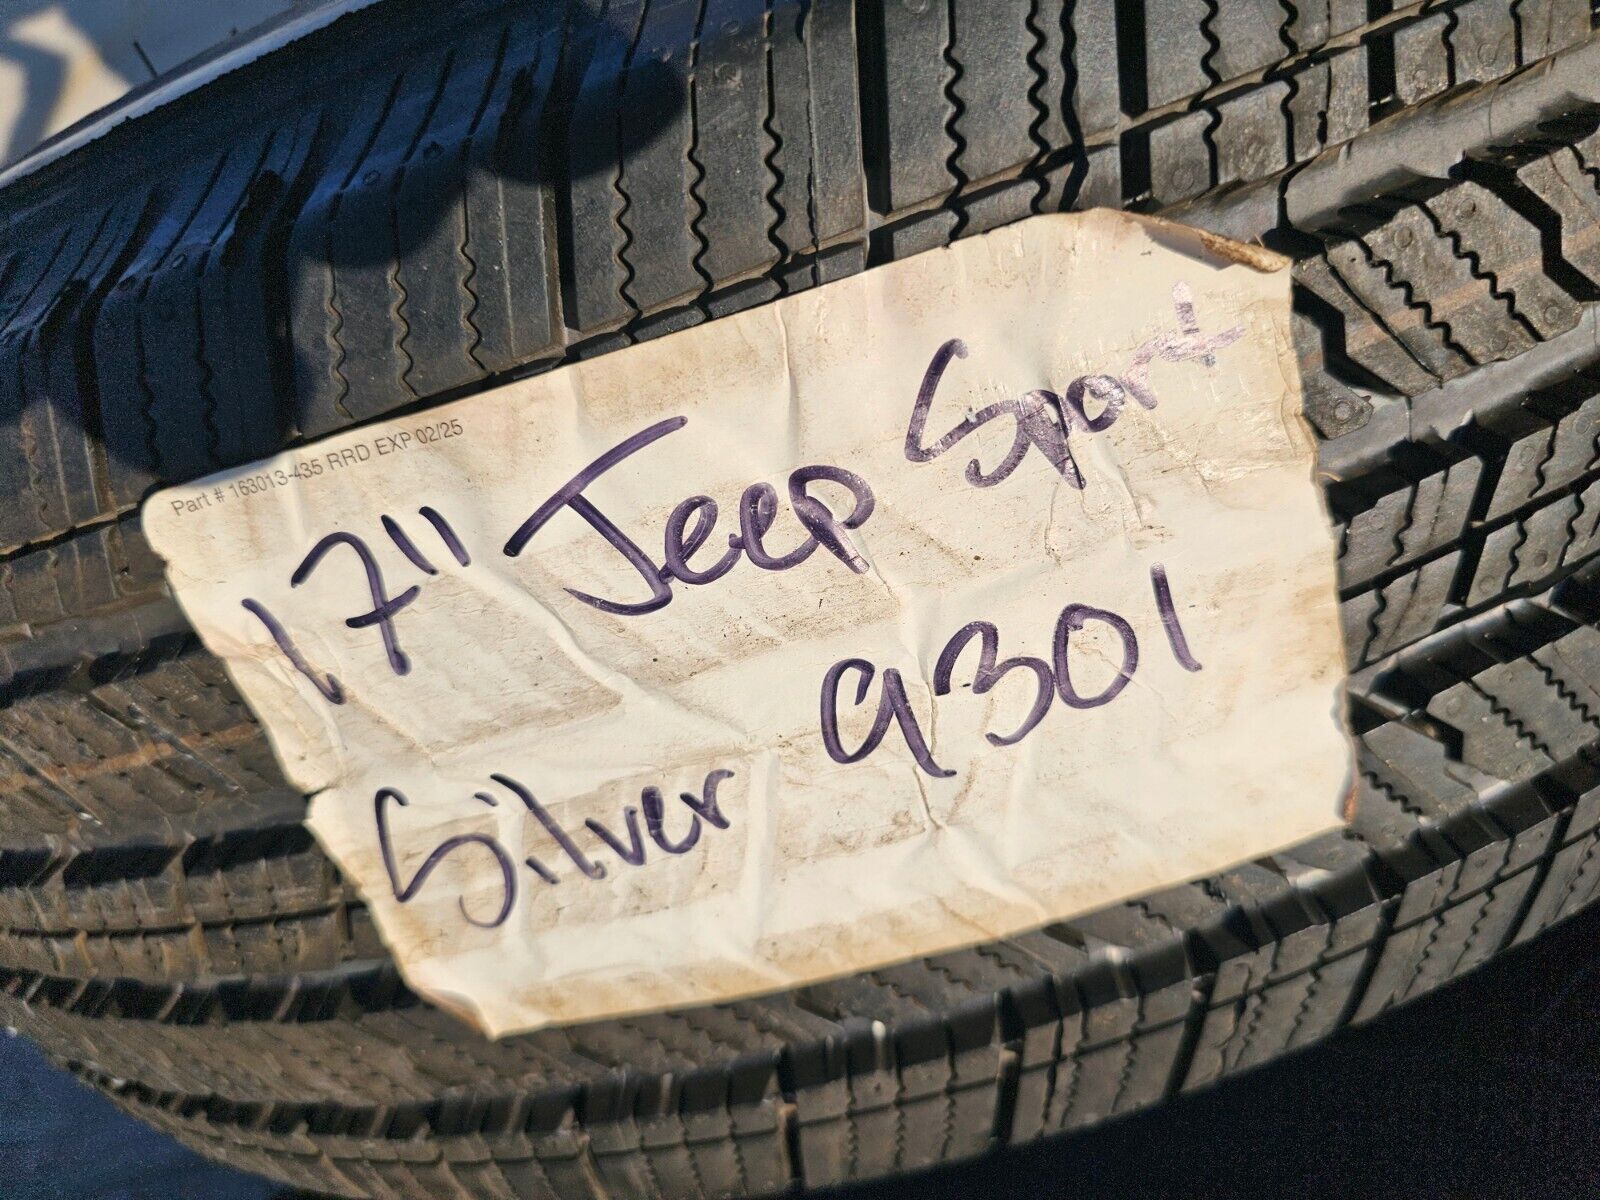 Part # 163013-435 RRD EXP 02/25
17" Jeep Sport
Silver 9301